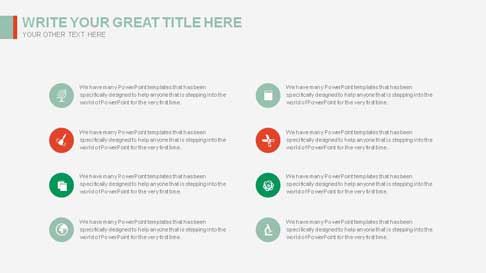 WRITE YOUR GREAT TITLE HERE
YOUR OTHER TEXT HERE
We have many PowerPoint templates that has been
specifically designed to help anyone that is stepping into the
world of PowerPoint for the very first time.
We have many PowerPoint templates that has been
specifically designed to help anyone that is stepping into the
world of PowerPoint for the very first time.
We have many PowerPoint templates that has been
specifically designed to help anyone that is stepping into the
world of PowerPoint for the very first time.
We have many PowerPoint templates that has been
specifically designed to help anyone that is stepping into the
world of PowerPoint for the very first time.
We have many PowerPoint templates that has been
specifically designed to help anyone that is stepping into the
world of PowerPoint for the very first time.
We have many PowerPoint templates that has been
specifically designed to help anyone that is stepping into the
world of PowerPoint for the very first time.
We have many PowerPoint templates that has been
specifically designed to help anyone that is stepping into the
world of PowerPoint for the very first time.
We have many PowerPoint templates that has been
specifically designed to help anyone that is stepping into the
world of PowerPoint for the very first time.